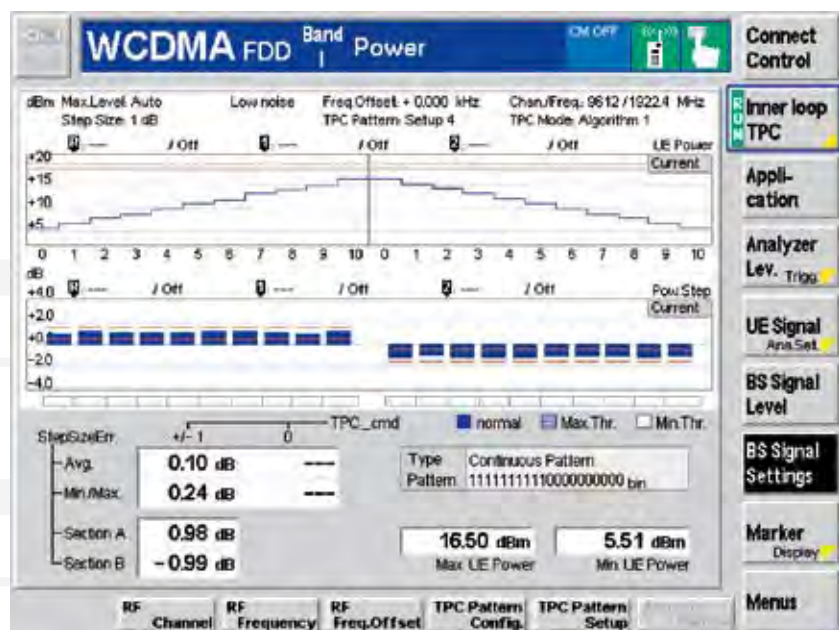 WCDMA FDD Band I Power CM OFF
Connect
Control
dBm Max.Level: Auto Low noise Freq.Offset: + 0.000 kHz Chan./Freq.: 9612 / 1922.4 MHz
Step Size: 1 dB TPC Pattern: Setup 4 TPC Mode: Algorithm 1
RUN
Inner loop
TPC
0 --- / Off 1 --- / Off 2 --- / Off UE Power
+20
Current
+15
+10
+5
0 1 2 3 4 5 6 7 8 9 10 0 1 2 3 4 5 6 7 8 9 10
Appli-
cation
Analyzer
Lev. Trigg.
dB
+4.0 0 --- / Off 1 --- / Off 2 --- / Off Pow.Step
Current
+2.0
+0.
-2.0
-4.0
UE Signal
Ana.Set.
BS Signal
Level
TPC_cmd normal Max.Thr. Min.Thr.
StepSizeErr. +/- 1 0
Avg. 0.10 dB ---
Min./Max. 0.24 dB ---
Type Continuous Pattern
Pattern 11111111110000000000 bin
BS Signal
Settings
Section A 0.98 dB
Section B - 0.99 dB
16.50 dBm 5.51 dBm
Max. UE Power Min. UE Power
Marker
Display
RF
Channel
RF
Frequency
RF
Freq.Offset
TPC Pattern
Config.
TPC Pattern
Setup
Menus